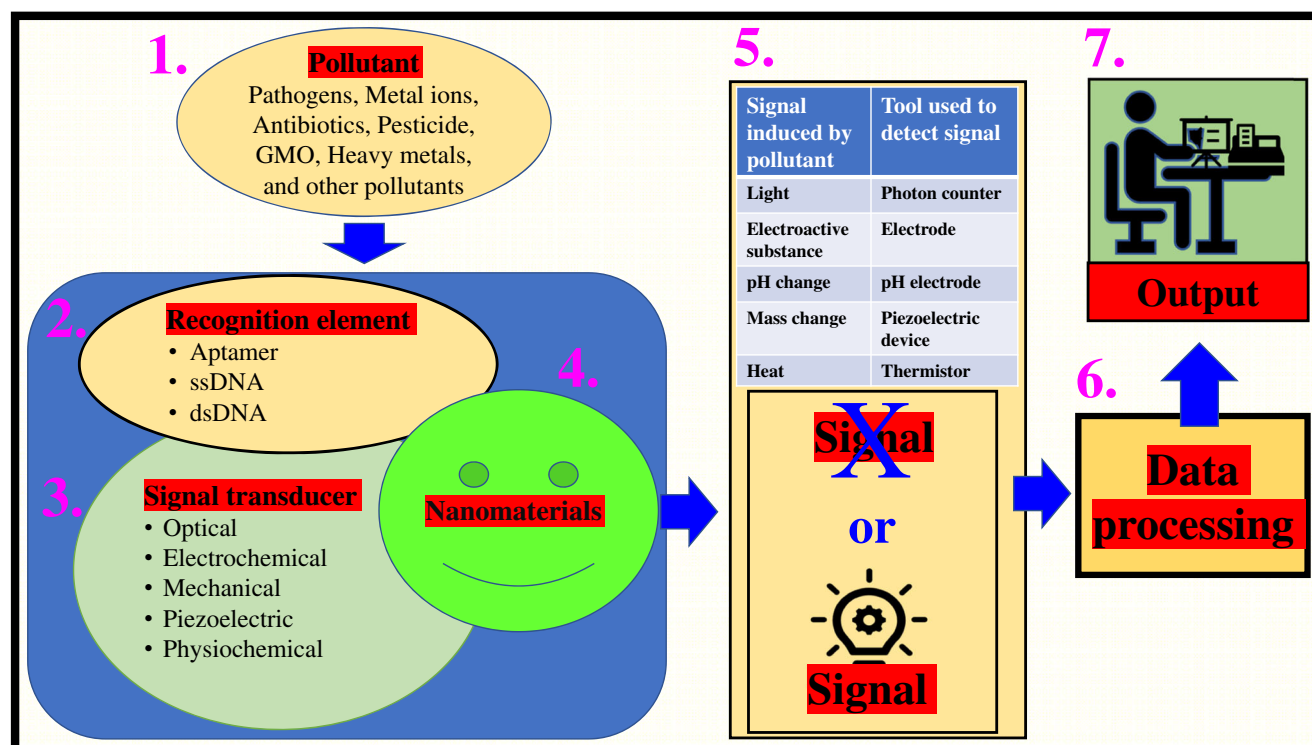 1.
Pollutant
Pathogens, Metal ions,
Antibiotics, Pesticide,
GMO, Heavy metals,
and other pollutants
2.
Recognition element
• Aptamer
• ssDNA
• dsDNA
3.
Signal transducer
• Optical
• Electrochemical
• Mechanical
• Piezoelectric
• Physiochemical
4.
Nanomaterials
5.
Signal induced by pollutant Tool used to detect signal
Light Photon counter
Electroactive substance Electrode
pH change pH electrode
Mass change Piezoelectric device
Heat Thermistor
Signal
X
or
Signal
6.
Data
processing
7.
Output